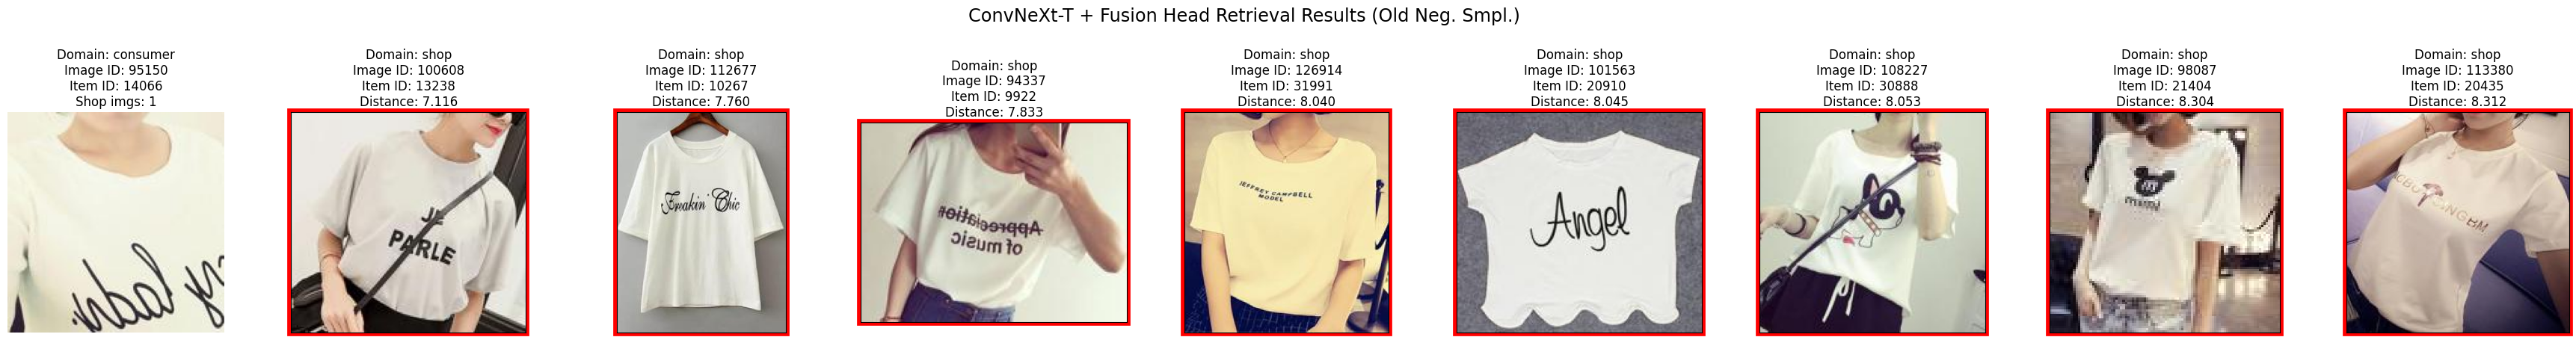 ConvNeXt-T + Fusion Head Retrieval Results (Old Neg. Smpl.)
Domain: consumer
Image ID: 95150
Item ID: 14066
Shop imgs: 1
Domain: shop
Image ID: 100608
Item ID: 13238
Distance: 7.116
Domain: shop
Image ID: 112677
Item ID: 10267
Distance: 7.760
Domain: shop
Image ID: 94337
Item ID: 9922
Distance: 7.833
Domain: shop
Image ID: 126914
Item ID: 31991
Distance: 8.040
Domain: shop
Image ID: 101563
Item ID: 20910
Distance: 8.045
Domain: shop
Image ID: 108227
Item ID: 30888
Distance: 8.053
Domain: shop
Image ID: 98087
Item ID: 21404
Distance: 8.304
Domain: shop
Image ID: 113380
Item ID: 20435
Distance: 8.312
lady
JE
PARLE
Freakin' Chic
Appreciation
of music
JEFFREY CAMPBELL
MODEL
Angel